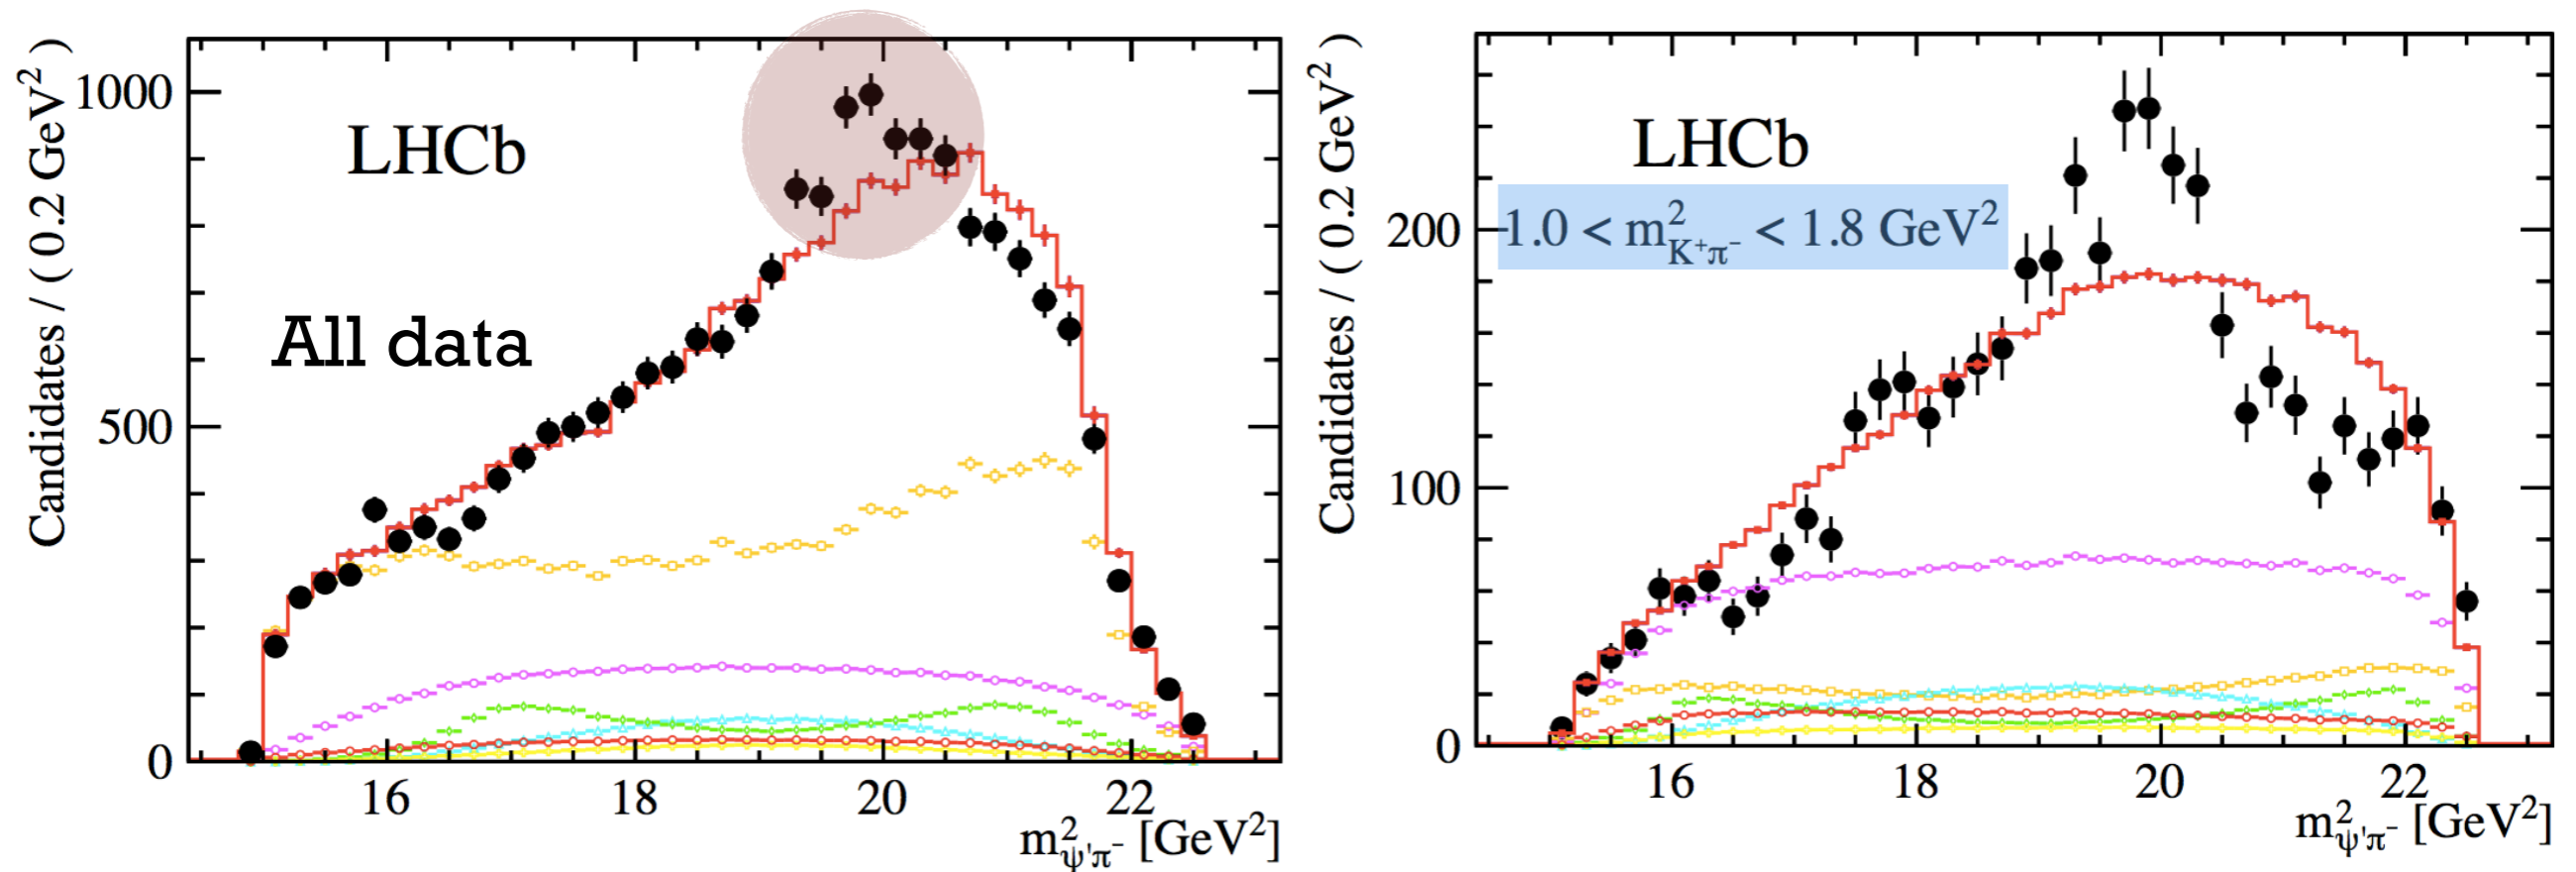 Candidates / ( 0.2 GeV²)
1000
500
0
LHCb
All data
16 18 20 22
m²ψ'π⁻ [GeV²]
Candidates / ( 0.2 GeV²)
200
100
0
LHCb
1.0 < m²K⁺π⁻ < 1.8 GeV²
16 18 20 22
m²ψ'π⁻ [GeV²]